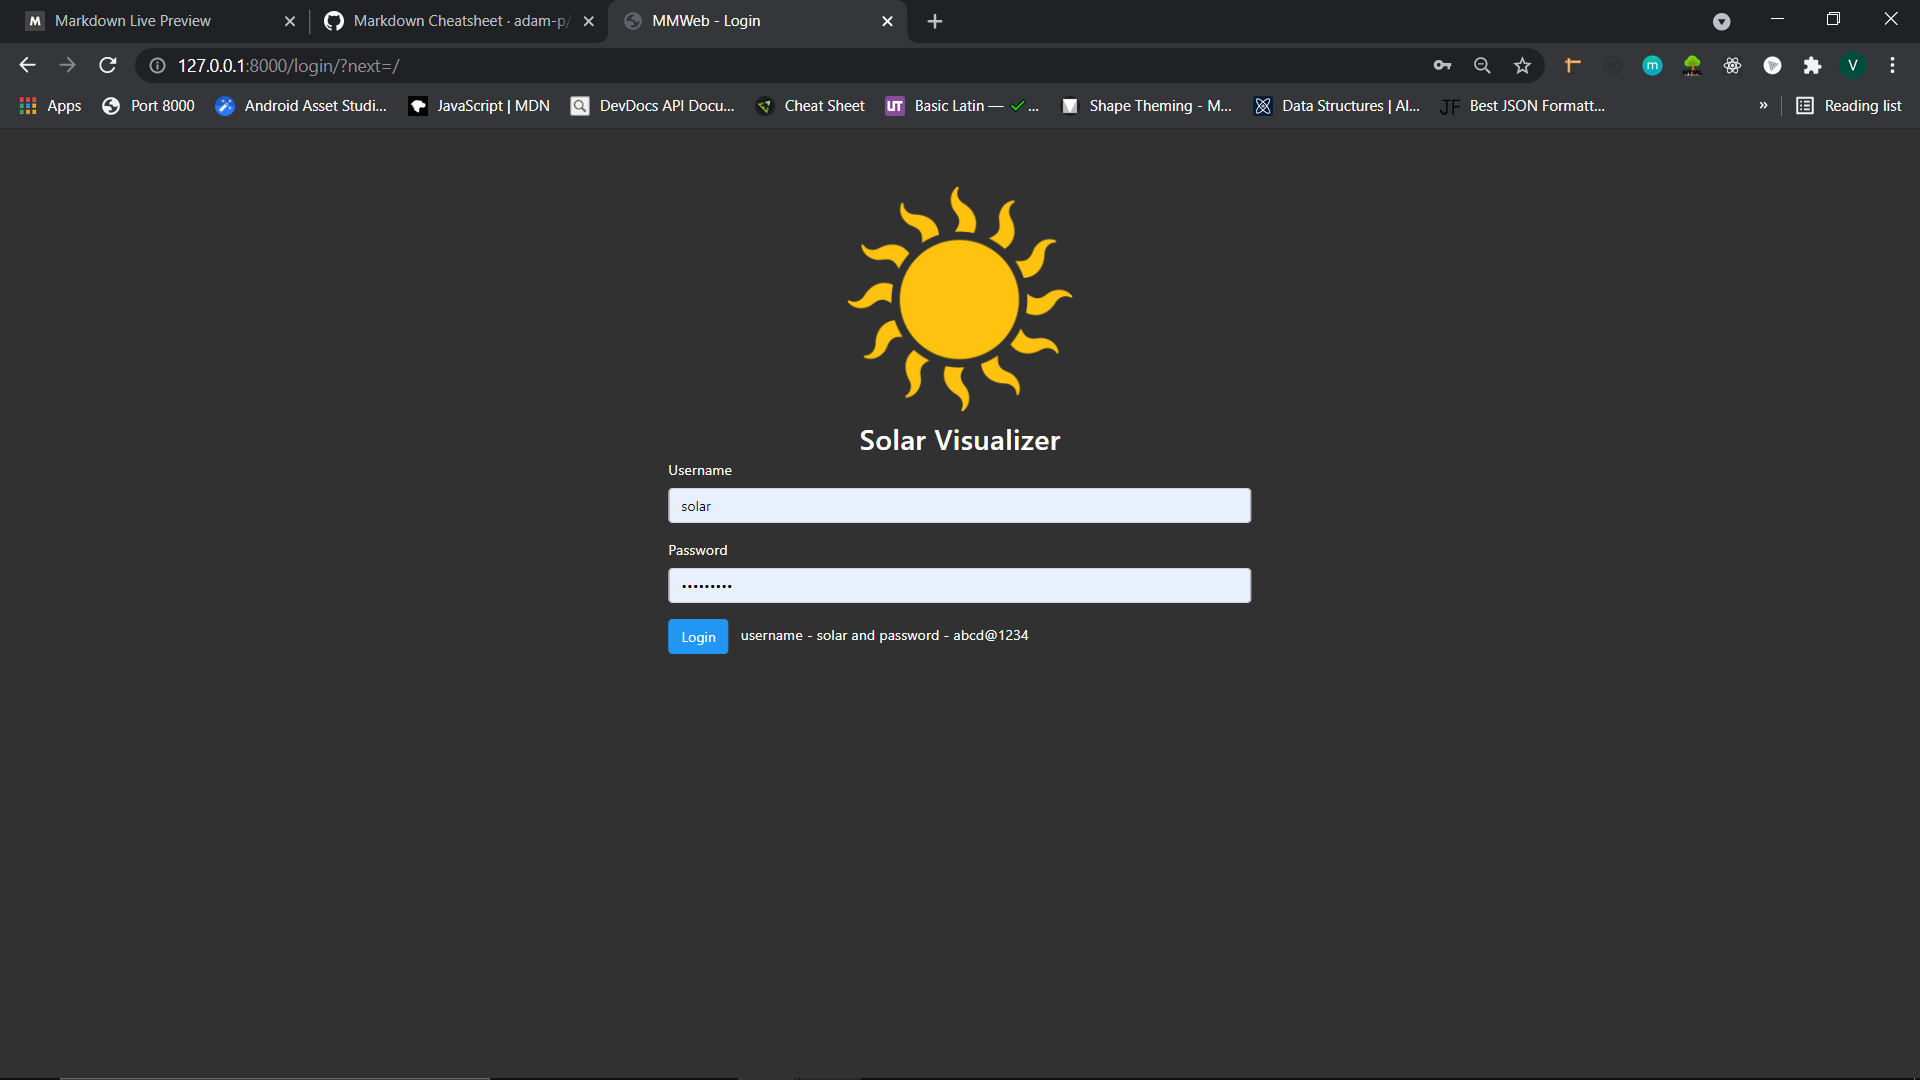 M Markdown Live Preview
Markdown Cheatsheet · adam-p/
MMWeb - Login
127.0.0.1:8000/login/?next=/
m
V
Apps
Port 8000
Android Asset Studi...
JavaScript | MDN
DevDocs API Docu...
Cheat Sheet
UT Basic Latin — ✓ ...
Shape Theming - M...
Data Structures | Al...
JF Best JSON Formatt...
»
Reading list
Solar Visualizer
Username
solar
Password
•••••••••
Login
username - solar and password - abcd@1234